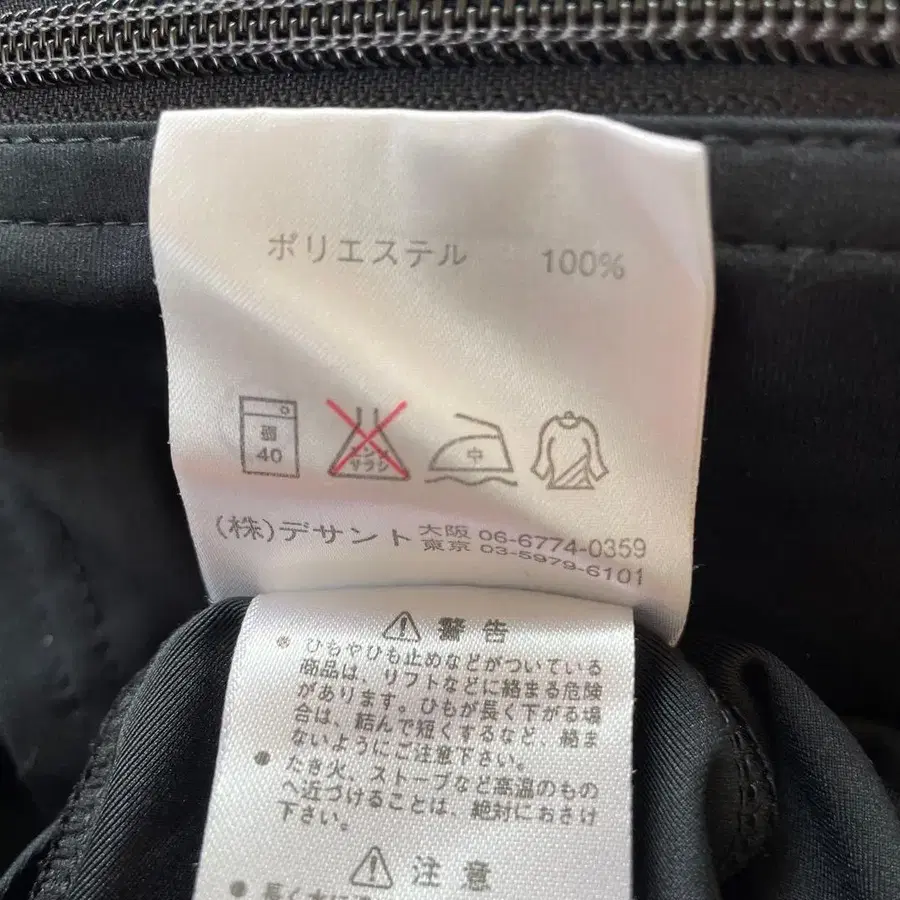 ポリエステル 100%
弱
40
エンソ
サラシ
中
(株)デサント 大阪 06-6774-0359
東京 03-5979-6101
警告
● ひもやひも止めなどがついている
商品は、リフトなどに絡まる危険
があります。ひもが長く下がる場
合は、結んで短くするなど、絡ま
ないようにご注意下さい。
● たき火、ストーブなど高温のもの
へ近づけることは、絶対におさけ
下さい。
注意